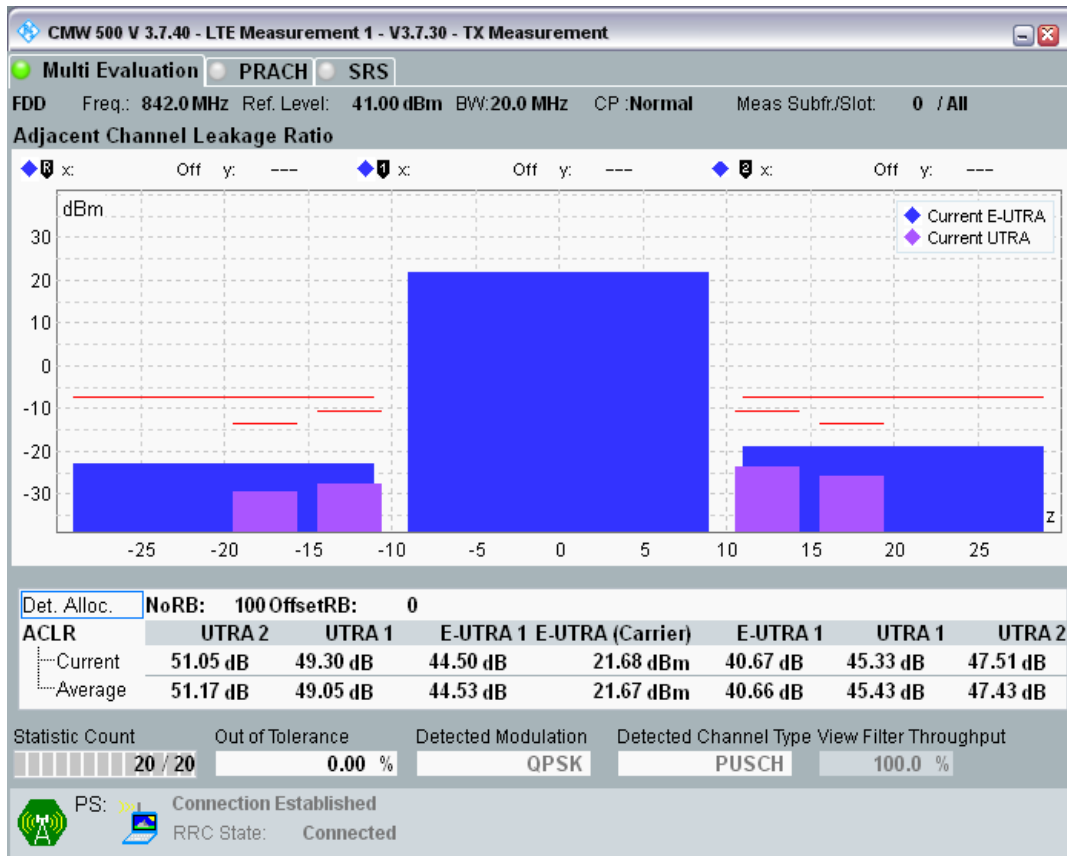 CMW 500 V 3.7.40 - LTE Measurement 1 - V3.7.30 - TX Measurement
Multi Evaluation PRACH SRS
FDD Freq.: 842.0 MHz Ref. Level: 41.00 dBm BW:20.0 MHz CP :Normal Meas Subfr./Slot: 0 / All
Adjacent Channel Leakage Ratio
R x: Off y: --- 1 x: Off y: --- 2 x: Off y: ---
dBm
Current E-UTRA
Current UTRA
30
20
10
0
-10
-20
-30
z
-25 -20 -15 -10 -5 0 5 10 15 20 25
Det. Alloc. NoRB: 100 OffsetRB: 0
ACLR UTRA 2 UTRA 1 E-UTRA 1 E-UTRA (Carrier) E-UTRA 1 UTRA 1 UTRA 2
Current 51.05 dB 49.30 dB 44.50 dB 21.68 dBm 40.67 dB 45.33 dB 47.51 dB
Average 51.17 dB 49.05 dB 44.53 dB 21.67 dBm 40.66 dB 45.43 dB 47.43 dB
Statistic Count Out of Tolerance Detected Modulation Detected Channel Type View Filter Throughput
20 / 20 0.00 % QPSK PUSCH 100.0 %
PS: Connection Established
RRC State: Connected